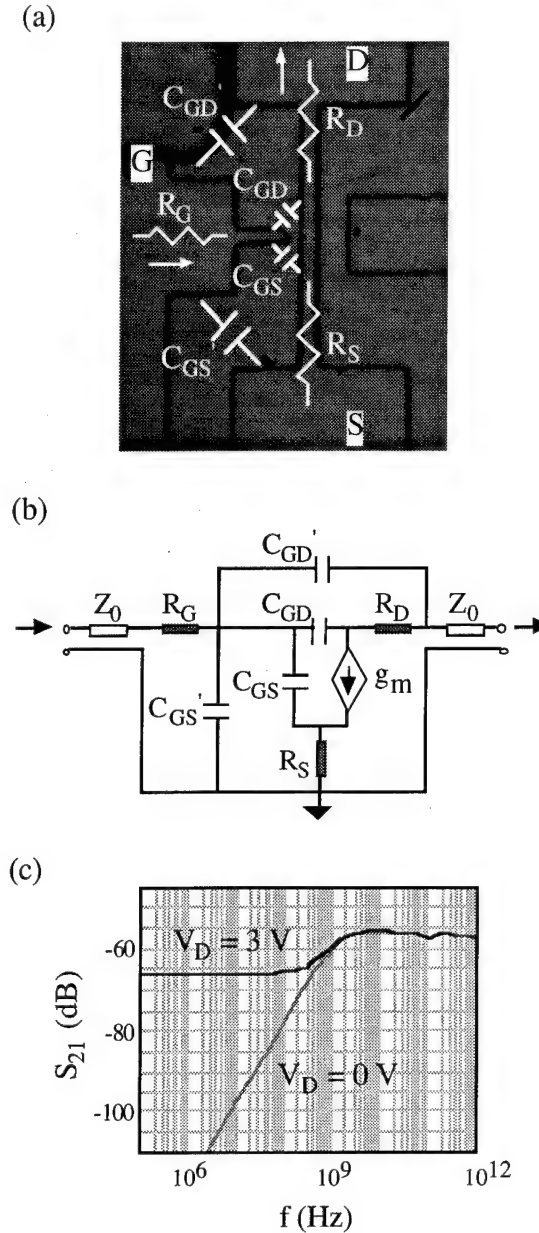 (a)
D
C_GD'
R_D
G
C_GD
R_G
C_GS
C_GS'
R_S
S
(b)
C_GD'
Z_0 R_G C_GD R_D Z_0
C_GS g_m
C_GS'
R_S
(c)
V_D = 3 V
-60
-80
V_D = 0 V
-100
S_21 (dB)
10^6 10^9 10^12
f (Hz)